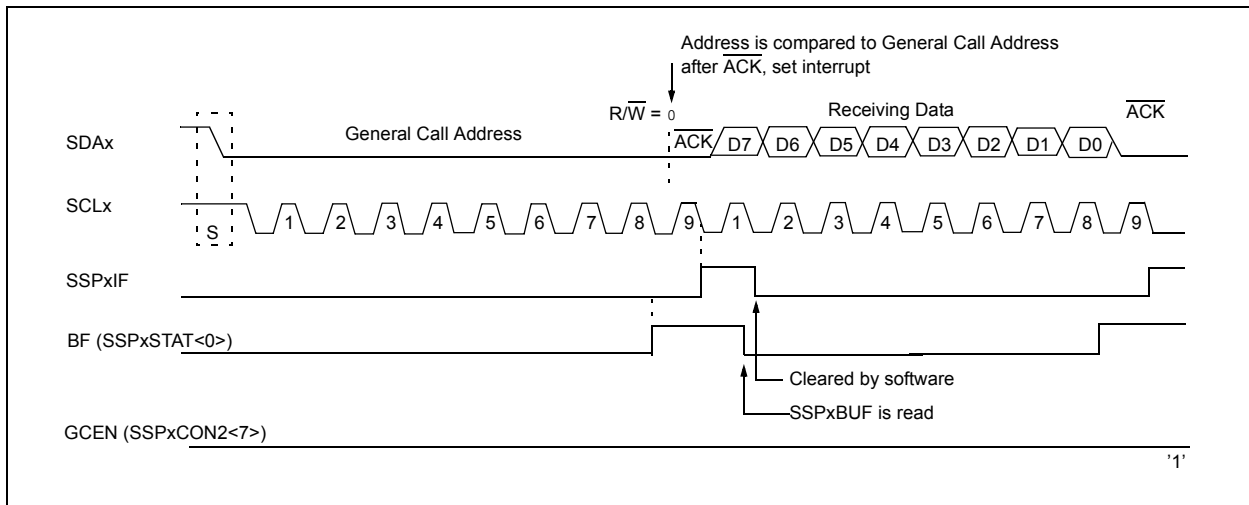 Address is compared to General Call Address
after ACK, set interrupt
R/W = 0
General Call Address
Receiving Data
ACK
SDAx
ACK D7 D6 D5 D4 D3 D2 D1 D0
SCLx
S
1 2 3 4 5 6 7 8 9 1 2 3 4 5 6 7 8 9
SSPxIF
BF (SSPxSTAT<0>)
Cleared by software
SSPxBUF is read
GCEN (SSPxCON2<7>)
'1'